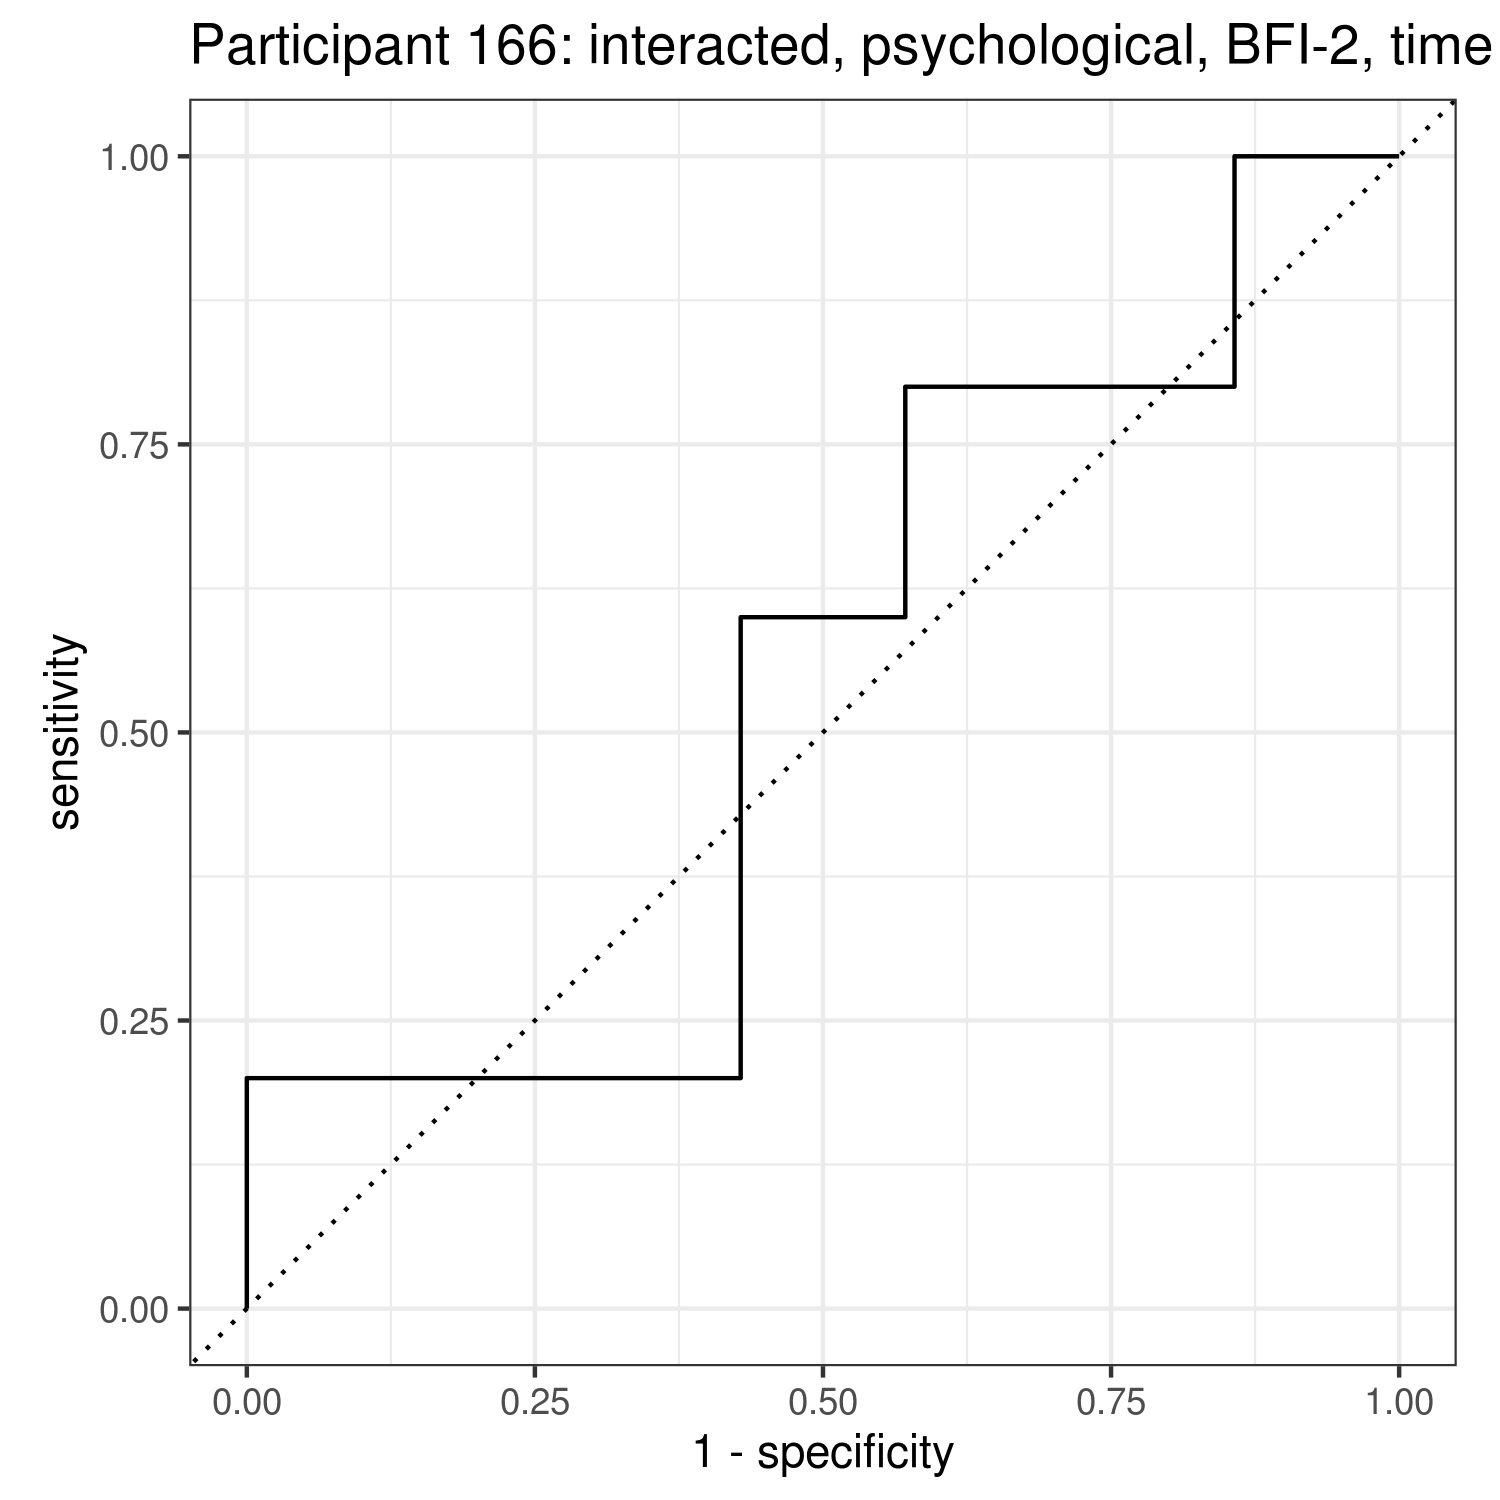 Participant 166: interacted, psychological, BFI-2, time
1.00
0.75
0.50
0.25
0.00
sensitivity
0.00 0.25 0.50 0.75 1.00
1 - specificity